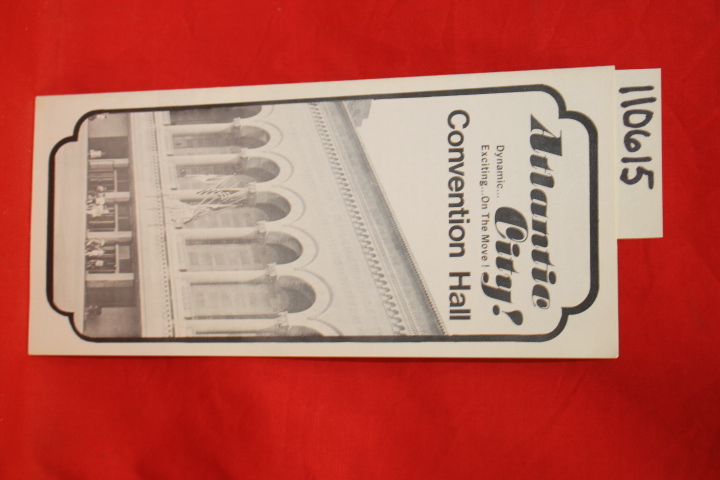 110615
Atlantic
City!
Dynamic...
Exciting...On The Move!
Convention Hall